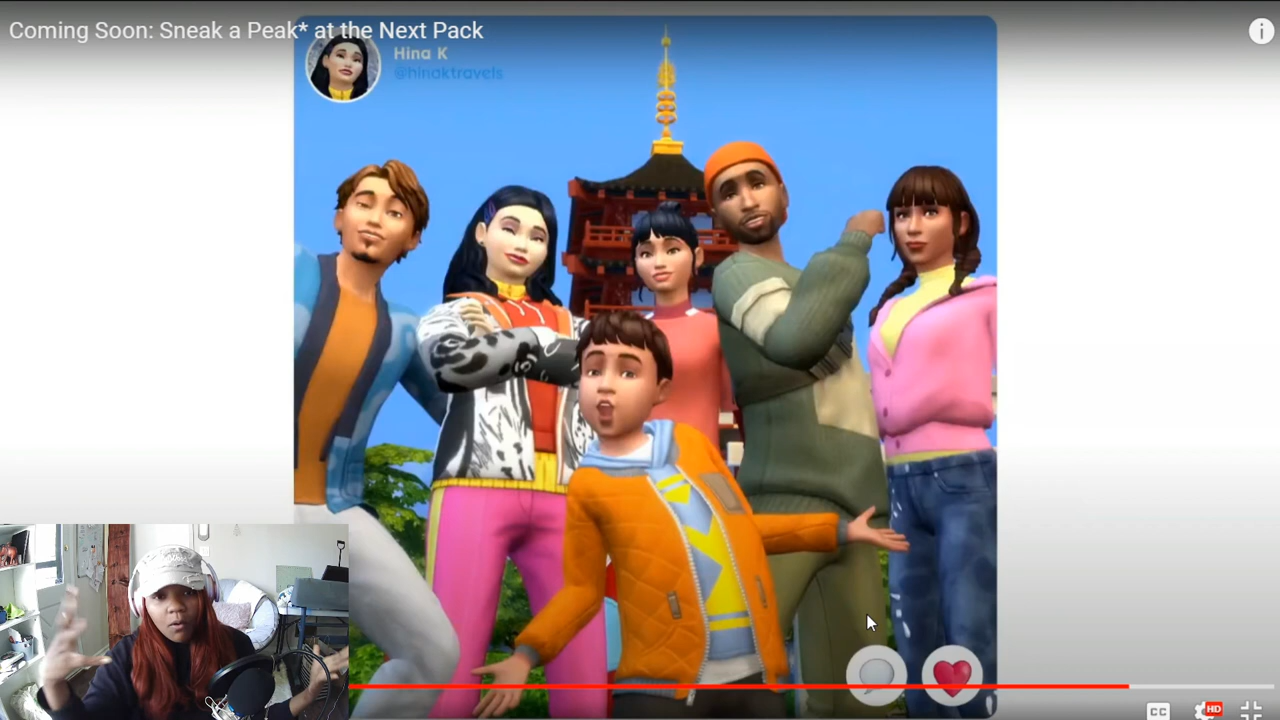 Coming Soon: Sneak a Peak* at the Next Pack
Hina K
@hinaktravels
CC
HD